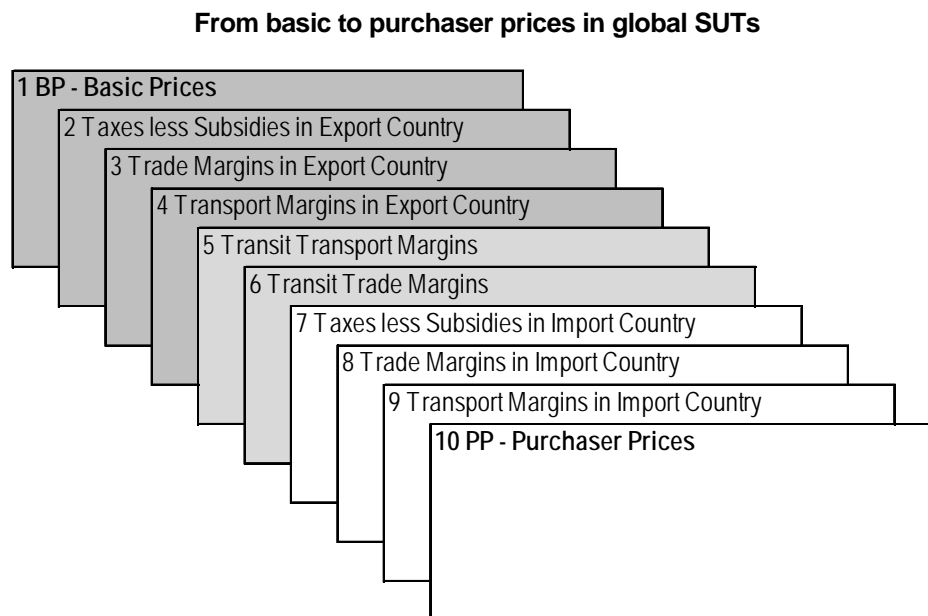 From basic to purchaser prices in global SUTs
1 BP - Basic Prices
2 Taxes less Subsidies in Export Country
3 Trade Margins in Export Country
4 Transport Margins in Export Country
5 Transit Transport Margins
6 Transit Trade Margins
7 Taxes less Subsidies in Import Country
8 Trade Margins in Import Country
9 Transport Margins in Import Country
10 PP - Purchaser Prices